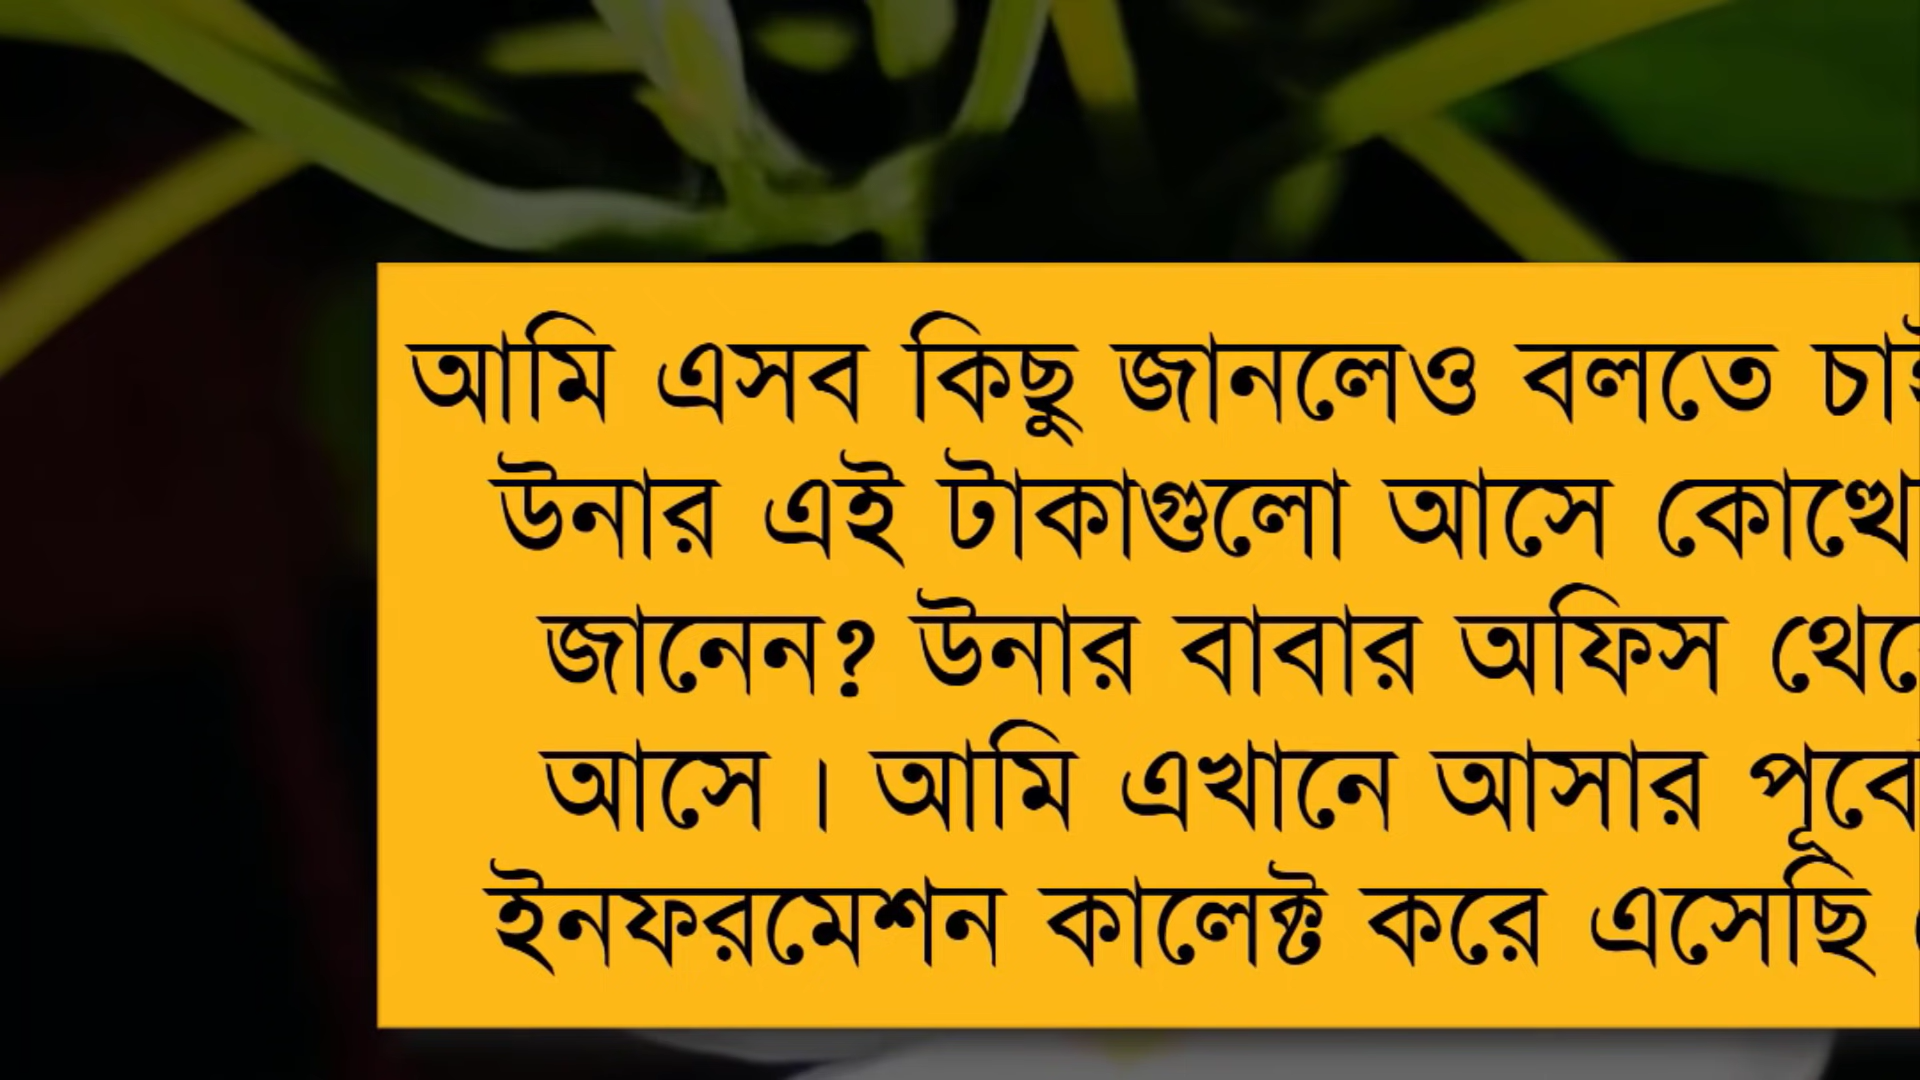 আমি এসব কিছু জানলেও বলতে
উনার এই টাকাগুলো আসে
জানেন? উনার বাবার অফিস
আসে। আমি এখানে আসার
ইনফরমেশন কালেক্ট করে এসেছি